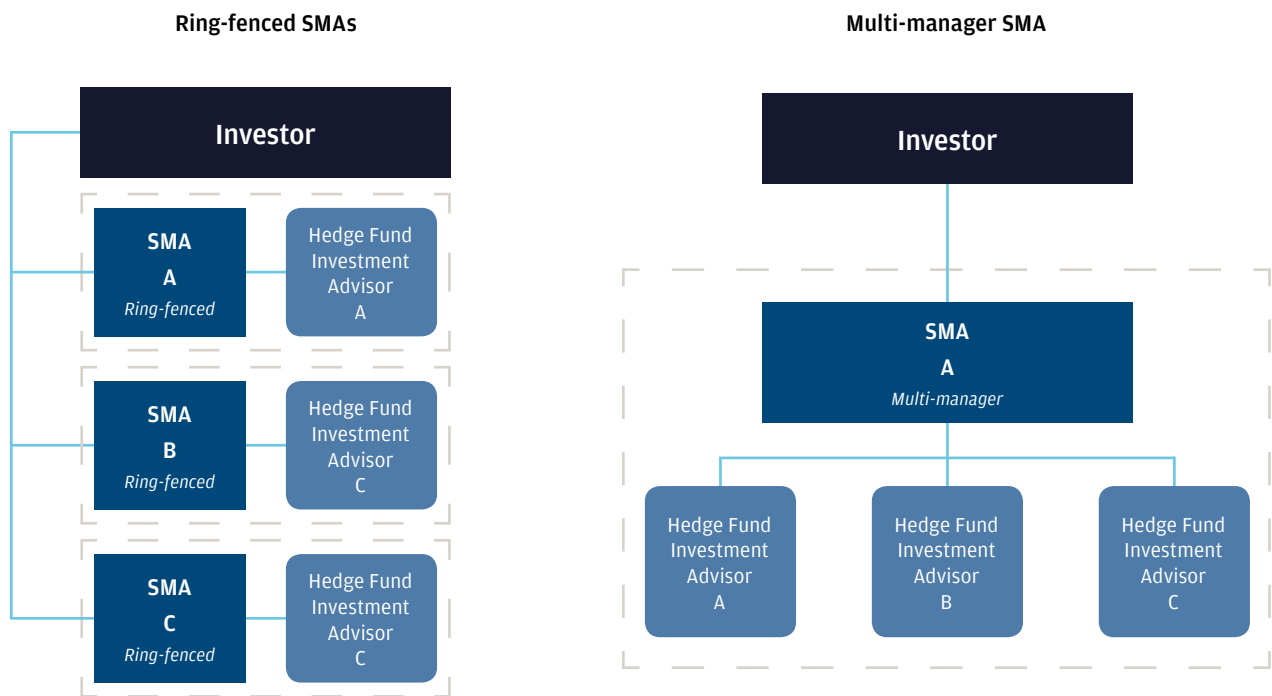 Ring-fenced SMAs
Investor
SMA
A
Ring-fenced
Hedge Fund
Investment
Advisor
A
SMA
B
Ring-fenced
Hedge Fund
Investment
Advisor
C
SMA
C
Ring-fenced
Hedge Fund
Investment
Advisor
C
Multi-manager SMA
Investor
SMA
A
Multi-manager
Hedge Fund
Investment
Advisor
A
Hedge Fund
Investment
Advisor
B
Hedge Fund
Investment
Advisor
C